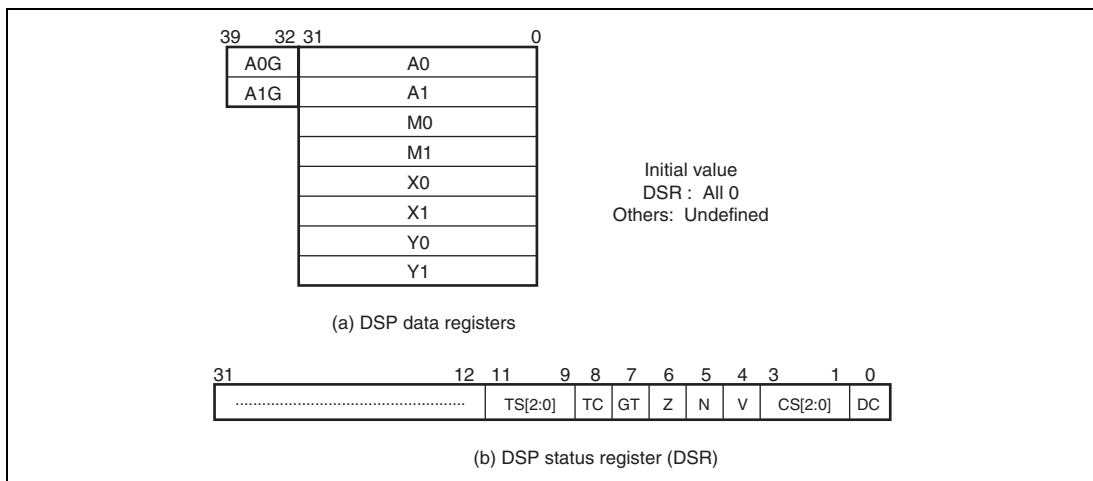 39 32 31 0
A0G A0
A1G A1
M0
M1
X0
X1
Y0
Y1
Initial value
DSR : All 0
Others: Undefined
(a) DSP data registers
31 12 11 9 8 7 6 5 4 3 1 0
.................................................... TS[2:0] TC GT Z N V CS[2:0] DC
(b) DSP status register (DSR)